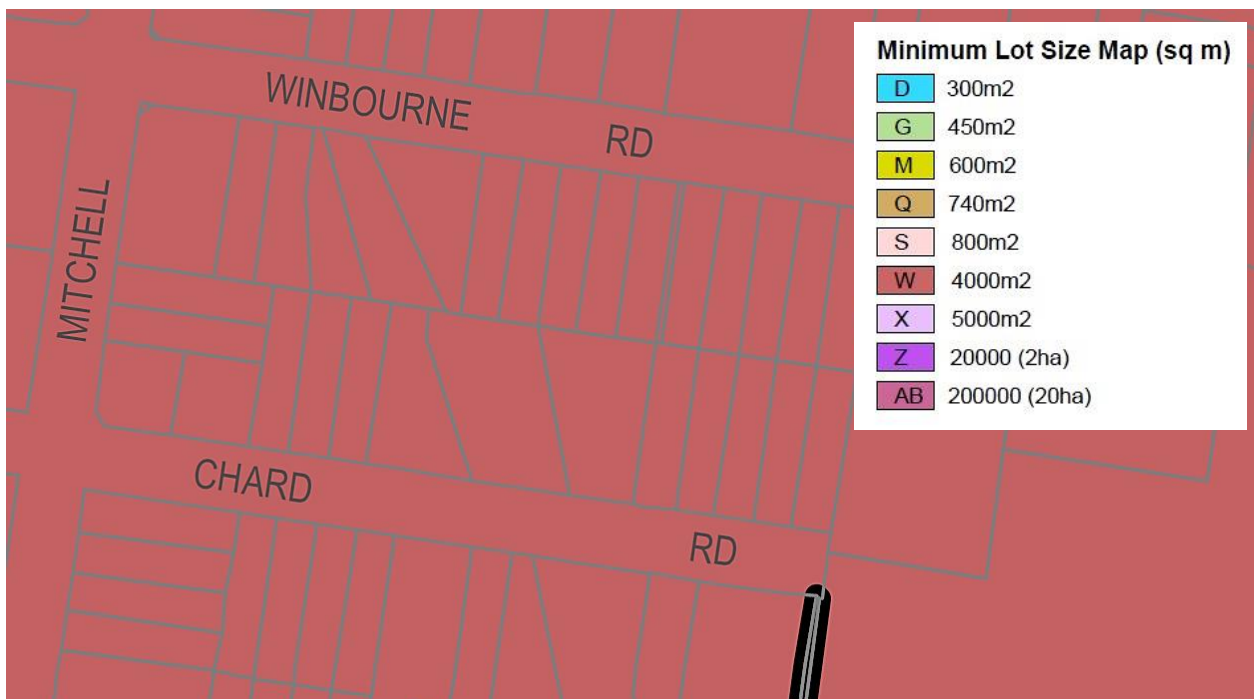 Minimum Lot Size Map (sq m)
D 300m2
G 450m2
M 600m2
Q 740m2
S 800m2
W 4000m2
X 5000m2
Z 20000 (2ha)
AB 200000 (20ha)
WINBOURNE RD
MITCHELL
CHARD RD